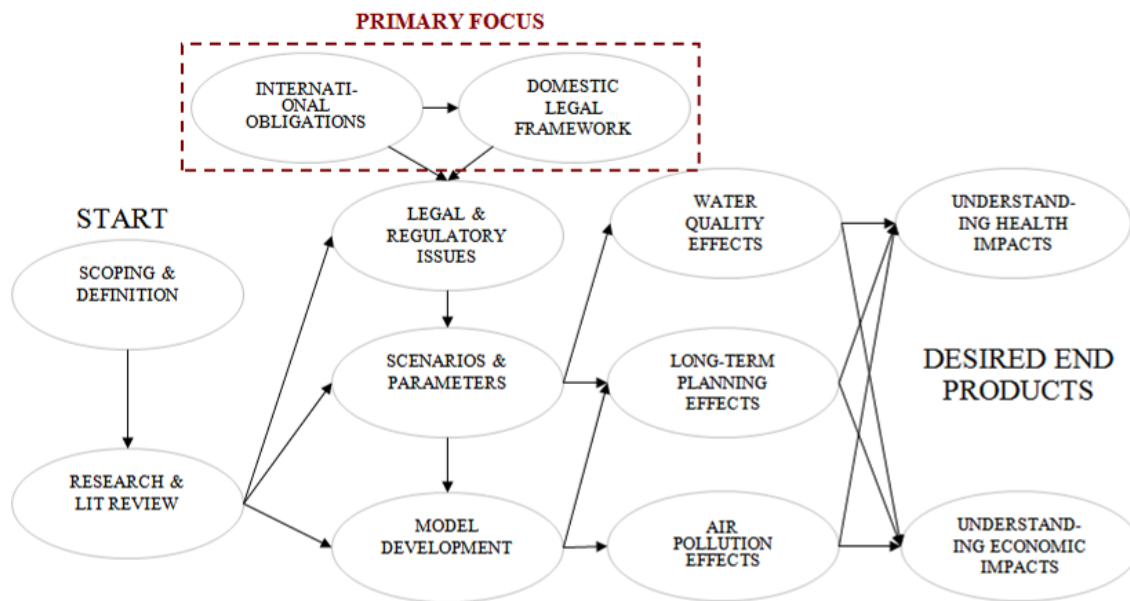 PRIMARY FOCUS
INTERNATI-
ONAL
OBLIGATIONS
DOMESTIC
LEGAL
FRAMEWORK
START
SCOPING &
DEFINITION
RESEARCH &
LIT REVIEW
LEGAL &
REGULATORY
ISSUES
SCENARIOS &
PARAMETERS
MODEL
DEVELOPMENT
WATER
QUALITY
EFFECTS
LONG-TERM
PLANNING
EFFECTS
AIR
POLLUTION
EFFECTS
UNDERSTAND-
ING HEALTH
IMPACTS
DESIRED END
PRODUCTS
UNDERSTAND-
ING ECONOMIC
IMPACTS